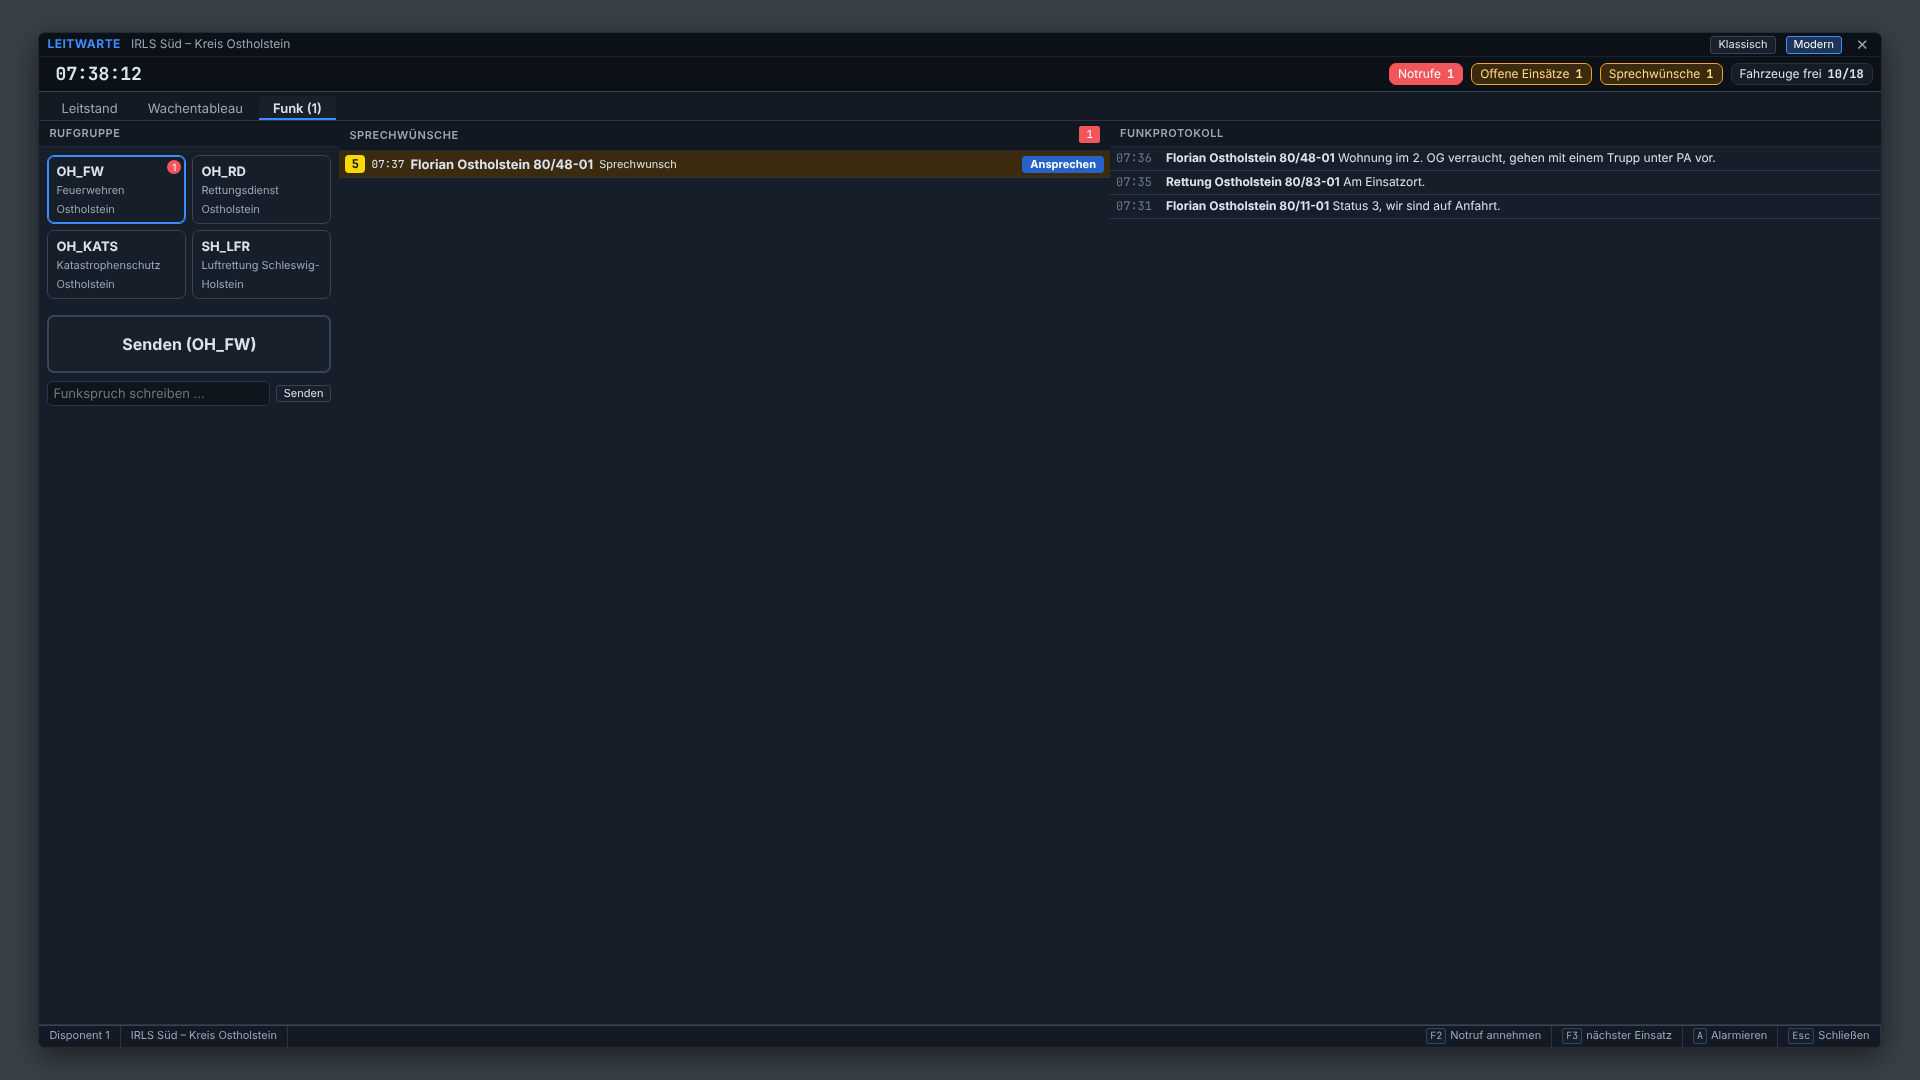 LEITWARTE IRLS Süd – Kreis Ostholstein Klassisch Modern ✕
07:38:12 Notrufe 1 Offene Einsätze 1 Sprechwünsche 1 Fahrzeuge frei 10/18
Leitstand Wachentableau Funk (1)
RUFGRUPPE
OH_FW 1
Feuerwehren
Ostholstein
OH_RD
Rettungsdienst
Ostholstein
OH_KATS
Katastrophenschutz
Ostholstein
SH_LFR
Luftrettung Schleswig-
Holstein
Senden (OH_FW)
Funkspruch schreiben ... Senden
SPRECHWÜNSCHE 1
5 07:37 Florian Ostholstein 80/48-01 Sprechwunsch Ansprechen
FUNKPROTOKOLL
07:36 Florian Ostholstein 80/48-01 Wohnung im 2. OG verraucht, gehen mit einem Trupp unter PA vor.
07:35 Rettung Ostholstein 80/83-01 Am Einsatzort.
07:31 Florian Ostholstein 80/11-01 Status 3, wir sind auf Anfahrt.
Disponent 1 IRLS Süd – Kreis Ostholstein F2 Notruf annehmen F3 nächster Einsatz A Alarmieren Esc Schließen